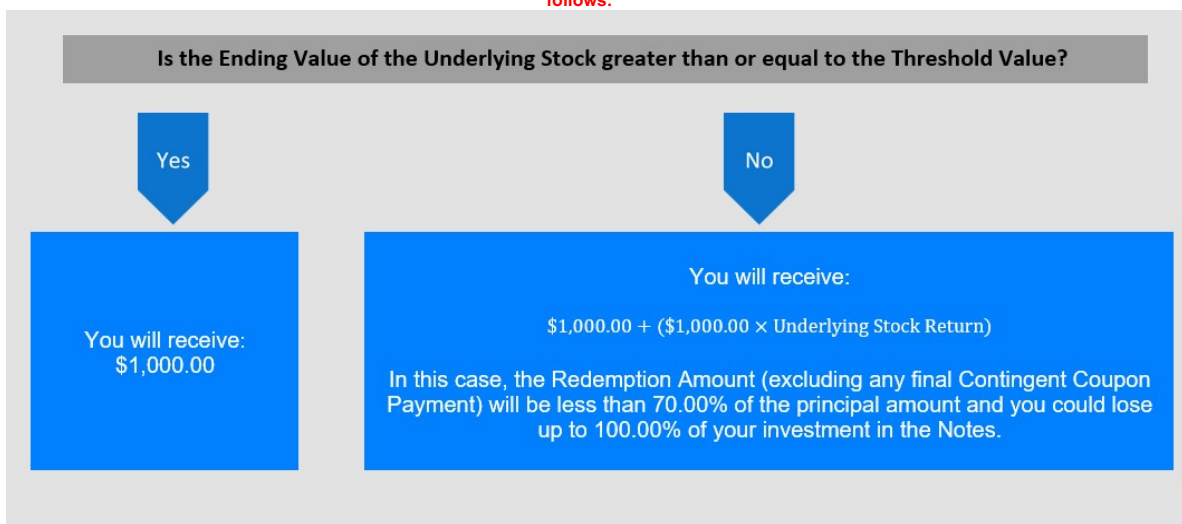 follows:
Is the Ending Value of the Underlying Stock greater than or equal to the Threshold Value?
Yes
No
You will receive:
$1,000.00
You will receive:
$1,000.00 + ($1,000.00 × Underlying Stock Return)
In this case, the Redemption Amount (excluding any final Contingent Coupon
Payment) will be less than 70.00% of the principal amount and you could lose
up to 100.00% of your investment in the Notes.